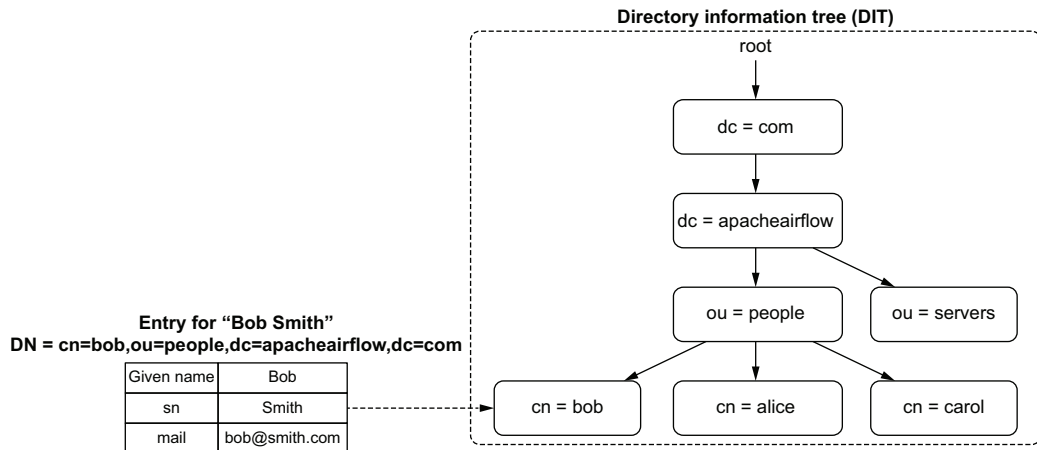 Directory information tree (DIT)
root
dc = com
dc = apacheairflow
ou = people
ou = servers
Entry for “Bob Smith”
DN = cn=bob,ou=people,dc=apacheairflow,dc=com
Given name Bob
sn Smith
mail bob@smith.com
cn = bob
cn = alice
cn = carol